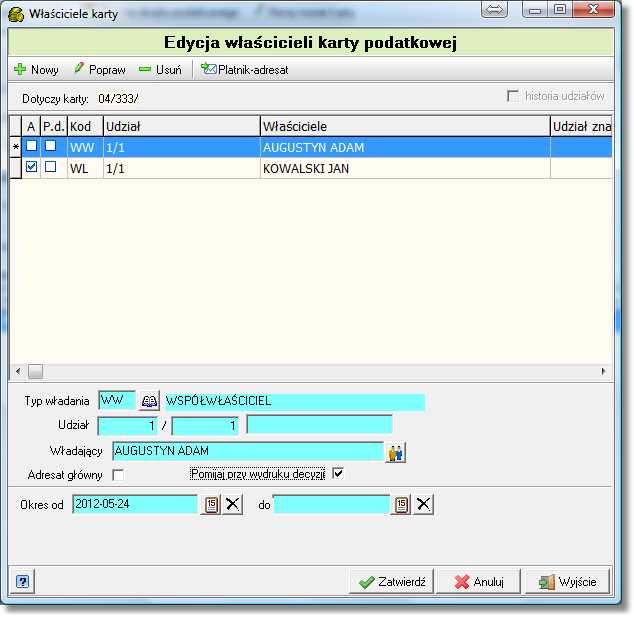 Właściciele karty
Edycja właścicieli karty podatkowej
Nowy Popraw Usuń Płatnik-adresat
Dotyczy karty: 04/333/ historia udziałów
A P.d. Kod Udział Właściciele Udział zna
* WW 1/1 AUGUSTYN ADAM
WL 1/1 KOWALSKI JAN
Typ władania WW WSPÓŁWŁAŚCICIEL
Udział 1 / 1
Władający AUGUSTYN ADAM
Adresat główny Pomijaj przy wydruku decyzji
Okres od 2012-05-24 15 do 15
? Zatwierdź Anuluj Wyjście